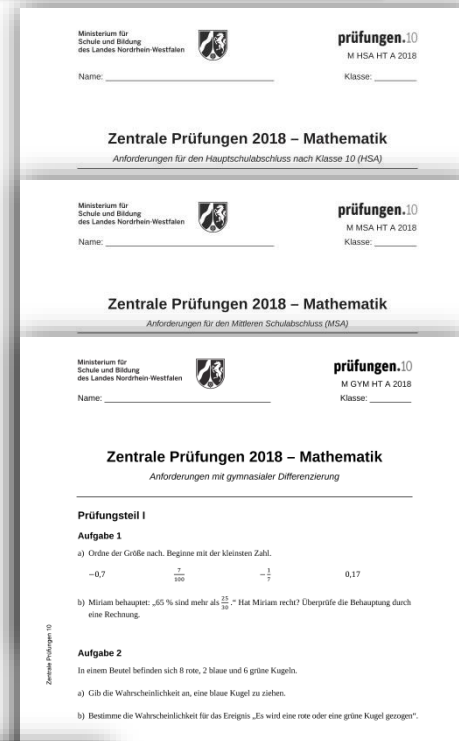 Ministerium für
Schule und Bildung
des Landes Nordrhein-Westfalen
prüfungen.10
M HSA HT A 2018
Name: Klasse:
Zentrale Prüfungen 2018 – Mathematik
Anforderungen für den Hauptschulabschluss nach Klasse 10 (HSA)
Ministerium für
Schule und Bildung
des Landes Nordrhein-Westfalen
prüfungen.10
M MSA HT A 2018
Name: Klasse:
Zentrale Prüfungen 2018 – Mathematik
Anforderungen für den Mittleren Schulabschluss (MSA)
Ministerium für
Schule und Bildung
des Landes Nordrhein-Westfalen
prüfungen.10
M GYM HT A 2018
Name: Klasse:
Zentrale Prüfungen 2018 – Mathematik
Anforderungen mit gymnasialer Differenzierung
Prüfungsteil I
Aufgabe 1
a) Ordne der Größe nach. Beginne mit der kleinsten Zahl.
−0,7 7/100 −1/7 0,17
b) Miriam behauptet: „65 % sind mehr als 25/30.“ Hat Miriam recht? Überprüfe die Behauptung durch
eine Rechnung.
Aufgabe 2
In einem Beutel befinden sich 8 rote, 2 blaue und 6 grüne Kugeln.
a) Gib die Wahrscheinlichkeit an, eine blaue Kugel zu ziehen.
b) Bestimme die Wahrscheinlichkeit für das Ereignis „Es wird eine rote oder eine grüne Kugel gezogen“.
Zentrale Prüfungen 10